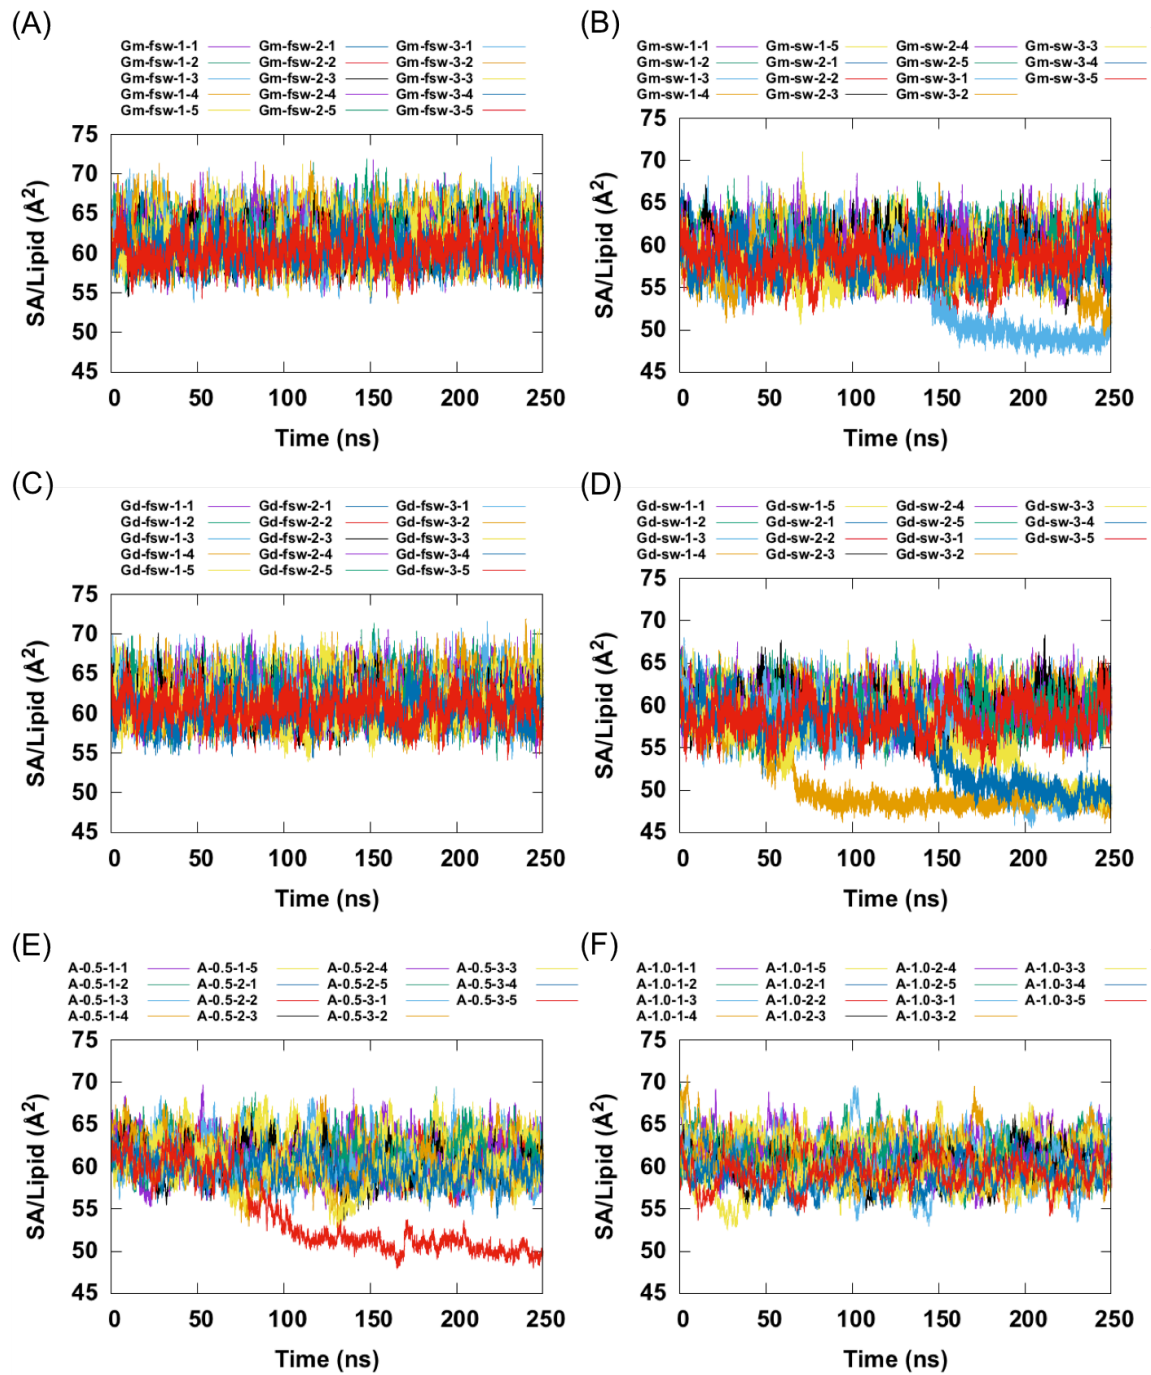 (A)
Gm-fsw-1-1 Gm-fsw-2-1 Gm-fsw-3-1
Gm-fsw-1-2 Gm-fsw-2-2 Gm-fsw-3-2
Gm-fsw-1-3 Gm-fsw-2-3 Gm-fsw-3-3
Gm-fsw-1-4 Gm-fsw-2-4 Gm-fsw-3-4
Gm-fsw-1-5 Gm-fsw-2-5 Gm-fsw-3-5
75
70
65
60
55
50
45
SA/Lipid (Å²)
0 50 100 150 200 250
Time (ns)
(B)
Gm-sw-1-1 Gm-sw-1-5 Gm-sw-2-4 Gm-sw-3-3
Gm-sw-1-2 Gm-sw-2-1 Gm-sw-2-5 Gm-sw-3-4
Gm-sw-1-3 Gm-sw-2-2 Gm-sw-3-1 Gm-sw-3-5
Gm-sw-1-4 Gm-sw-2-3 Gm-sw-3-2
75
70
65
60
55
50
45
SA/Lipid (Å²)
0 50 100 150 200 250
Time (ns)
(C)
Gd-fsw-1-1 Gd-fsw-2-1 Gd-fsw-3-1
Gd-fsw-1-2 Gd-fsw-2-2 Gd-fsw-3-2
Gd-fsw-1-3 Gd-fsw-2-3 Gd-fsw-3-3
Gd-fsw-1-4 Gd-fsw-2-4 Gd-fsw-3-4
Gd-fsw-1-5 Gd-fsw-2-5 Gd-fsw-3-5
75
70
65
60
55
50
45
SA/Lipid (Å²)
0 50 100 150 200 250
Time (ns)
(D)
Gd-sw-1-1 Gd-sw-1-5 Gd-sw-2-4 Gd-sw-3-3
Gd-sw-1-2 Gd-sw-2-1 Gd-sw-2-5 Gd-sw-3-4
Gd-sw-1-3 Gd-sw-2-2 Gd-sw-3-1 Gd-sw-3-5
Gd-sw-1-4 Gd-sw-2-3 Gd-sw-3-2
75
70
65
60
55
50
45
SA/Lipid (Å²)
0 50 100 150 200 250
Time (ns)
(E)
A-0.5-1-1 A-0.5-1-5 A-0.5-2-4 A-0.5-3-3
A-0.5-1-2 A-0.5-2-1 A-0.5-2-5 A-0.5-3-4
A-0.5-1-3 A-0.5-2-2 A-0.5-3-1 A-0.5-3-5
A-0.5-1-4 A-0.5-2-3 A-0.5-3-2
75
70
65
60
55
50
45
SA/Lipid (Å²)
0 50 100 150 200 250
Time (ns)
(F)
A-1.0-1-1 A-1.0-1-5 A-1.0-2-4 A-1.0-3-3
A-1.0-1-2 A-1.0-2-1 A-1.0-2-5 A-1.0-3-4
A-1.0-1-3 A-1.0-2-2 A-1.0-3-1 A-1.0-3-5
A-1.0-1-4 A-1.0-2-3 A-1.0-3-2
75
70
65
60
55
50
45
SA/Lipid (Å²)
0 50 100 150 200 250
Time (ns)